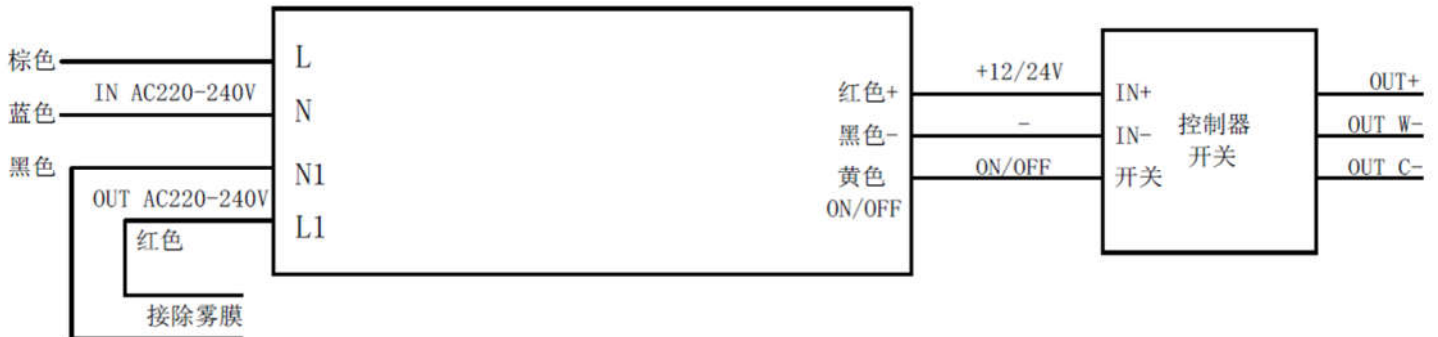 棕色
IN AC220-240V
蓝色
黑色
OUT AC220-240V
红色
接除雾膜
L
N
N1
L1
红色+
黑色-
黄色
ON/OFF
+12/24V
-
ON/OFF
IN+
IN-
开关
控制器
开关
OUT+
OUT W-
OUT C-